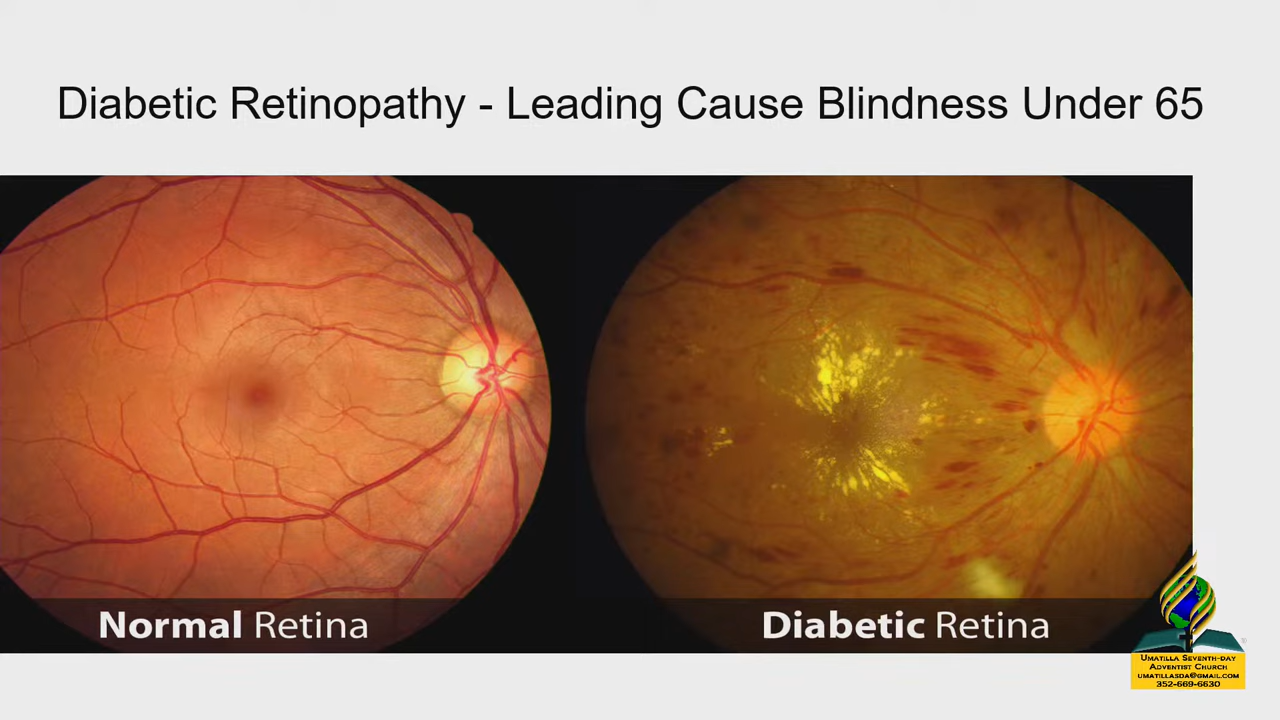 Diabetic Retinopathy - Leading Cause Blindness Under 65
Normal Retina
Diabetic Retina
Umatilla Seventh-day
Adventist Church
umatillasda@gmail.com
352-669-6630